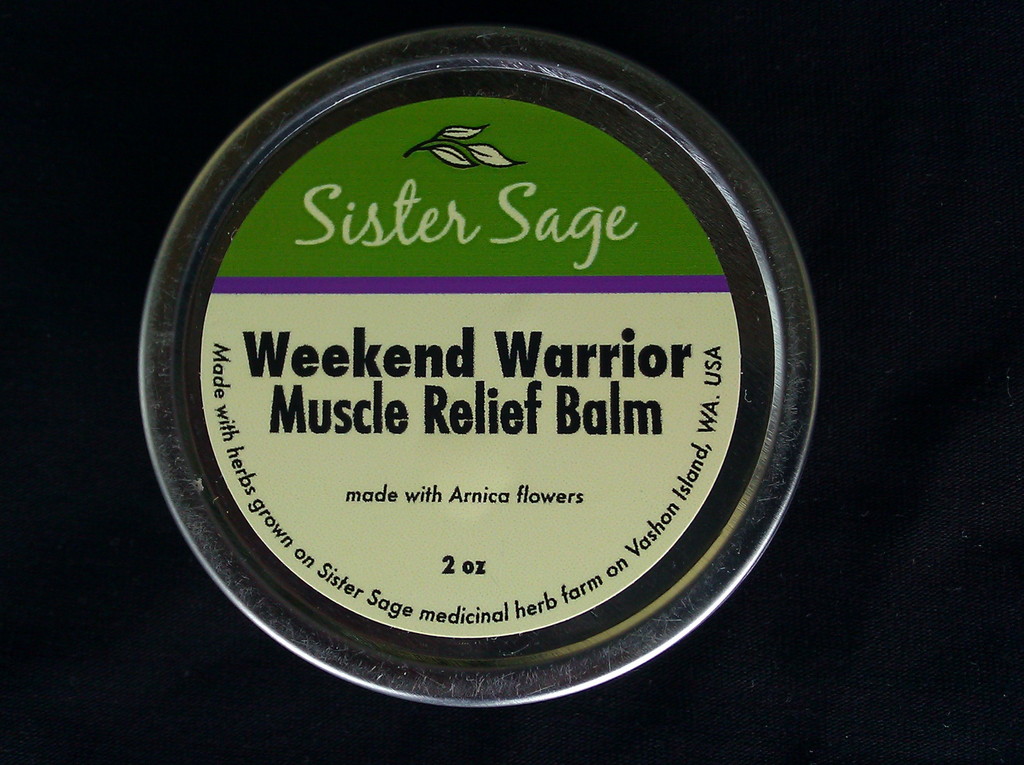 Sister Sage
Weekend Warrior
Muscle Relief Balm
made with Arnica flowers
2 oz
Made with herbs grown on Sister Sage medicinal herb farm on Vashon Island, WA. USA